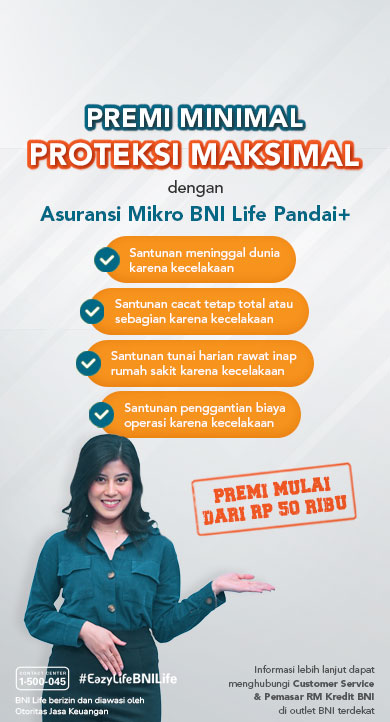 PREMI MINIMAL
PROTEKSI MAKSIMAL
dengan
Asuransi Mikro BNI Life Pandai+
Santunan meninggal dunia
karena kecelakaan
Santunan cacat tetap total atau
sebagian karena kecelakaan
Santunan tunai harian rawat inap
rumah sakit karena kecelakaan
Santunan penggantian biaya
operasi karena kecelakaan
PREMI MULAI
DARI RP 50 RIBU
CONTACT CENTER
1-500-045
#EazyLifeBNILife
BNI Life berizin dan diawasi oleh
Otoritas Jasa Keuangan
Informasi lebih lanjut dapat
menghubungi Customer Service
& Pemasar RM Kredit BNI
di outlet BNI terdekat